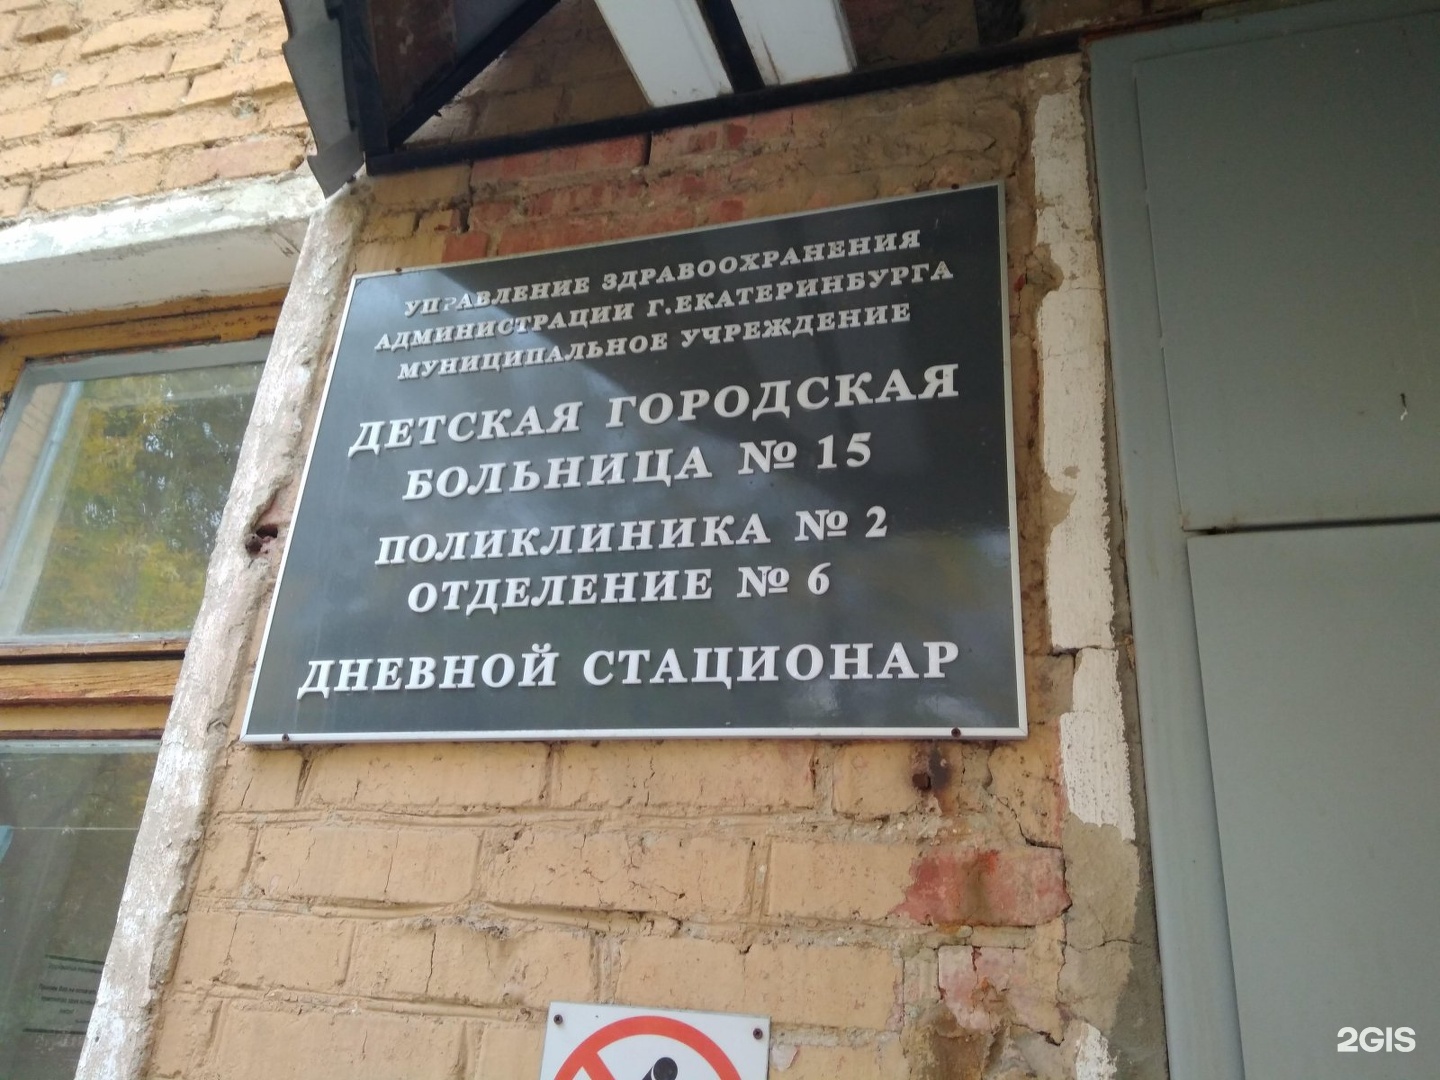 УПРАВЛЕНИЕ ЗДРАВООХРАНЕНИЯ
АДМИНИСТРАЦИИ Г.ЕКАТЕРИНБУРГА
МУНИЦИПАЛЬНОЕ УЧРЕЖДЕНИЕ
ДЕТСКАЯ ГОРОДСКАЯ
БОЛЬНИЦА № 15
ПОЛИКЛИНИКА № 2
ОТДЕЛЕНИЕ № 6
ДНЕВНОЙ СТАЦИОНАР
2GIS